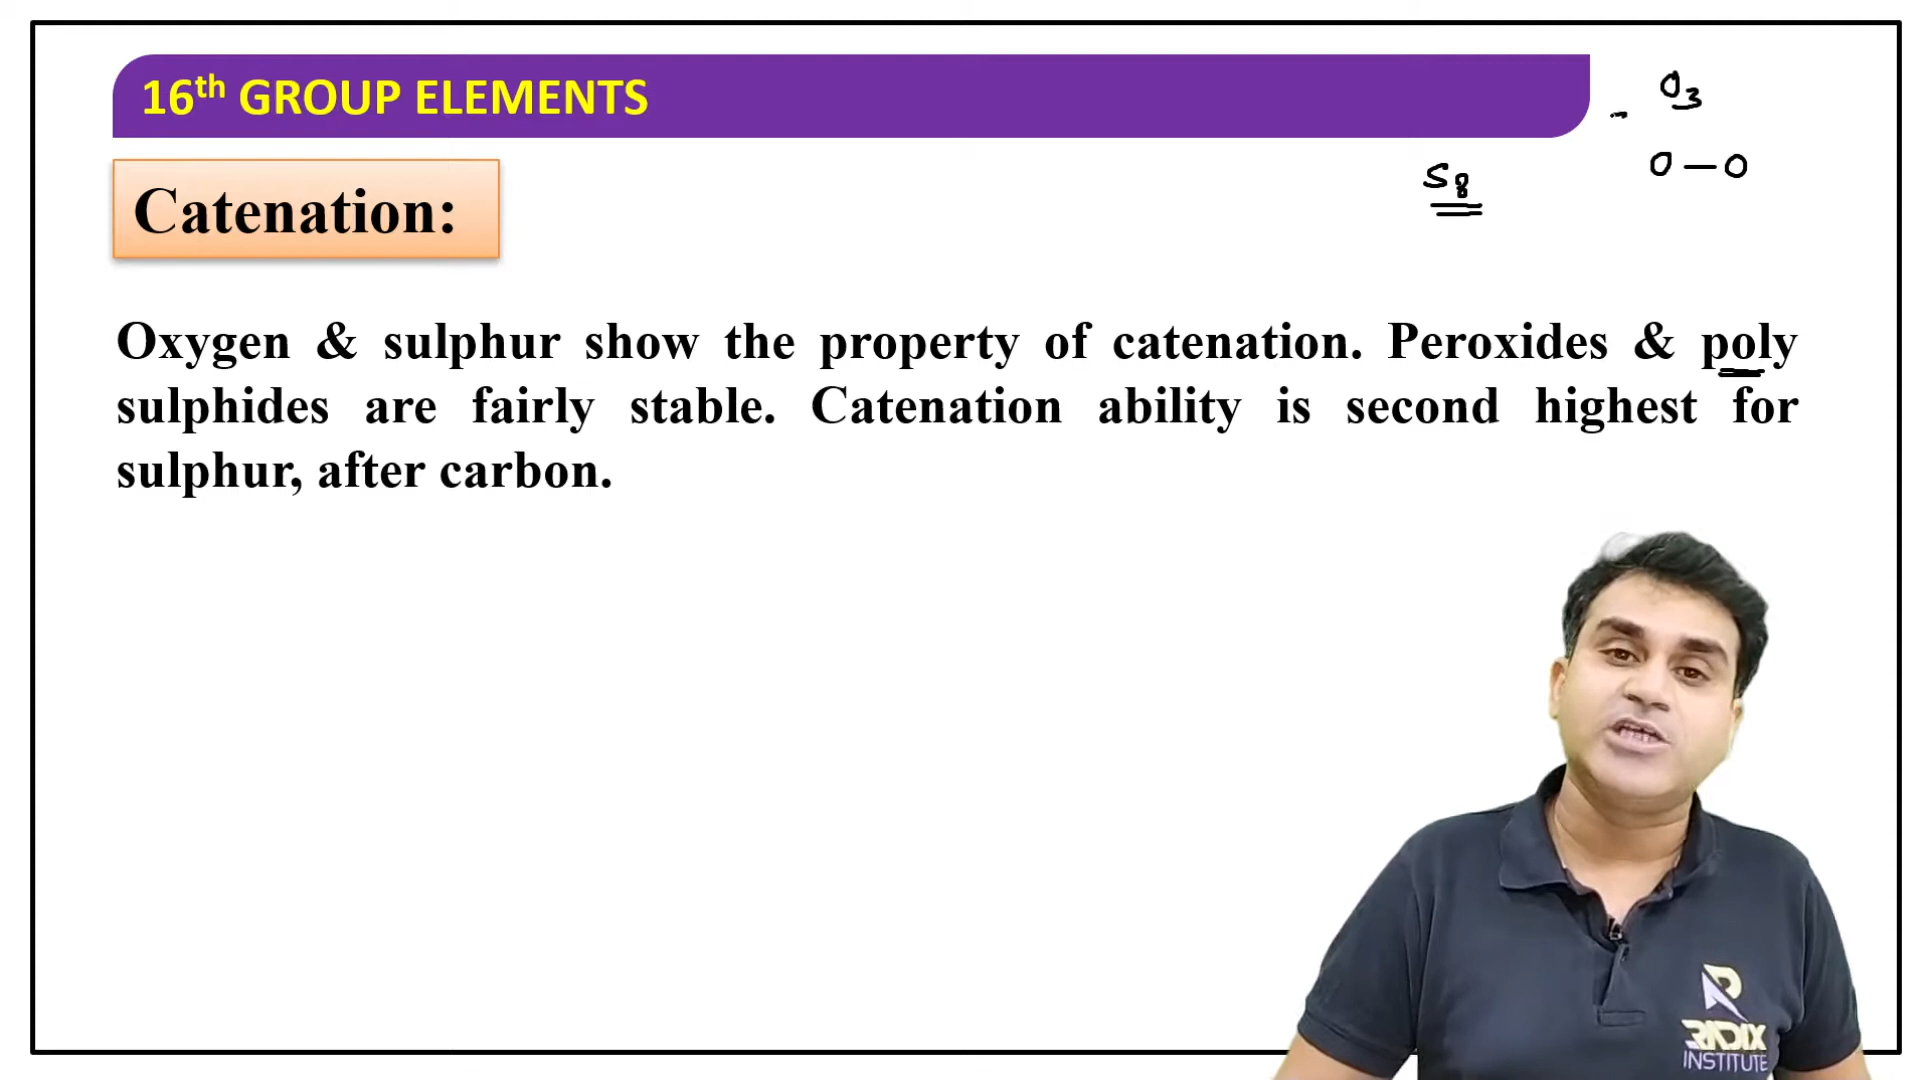 16th GROUP ELEMENTS
O3
S8
O – O
Catenation:
Oxygen & sulphur show the property of catenation. Peroxides & poly
sulphides are fairly stable. Catenation ability is second highest for
sulphur, after carbon.
RADIX
INSTITUTE